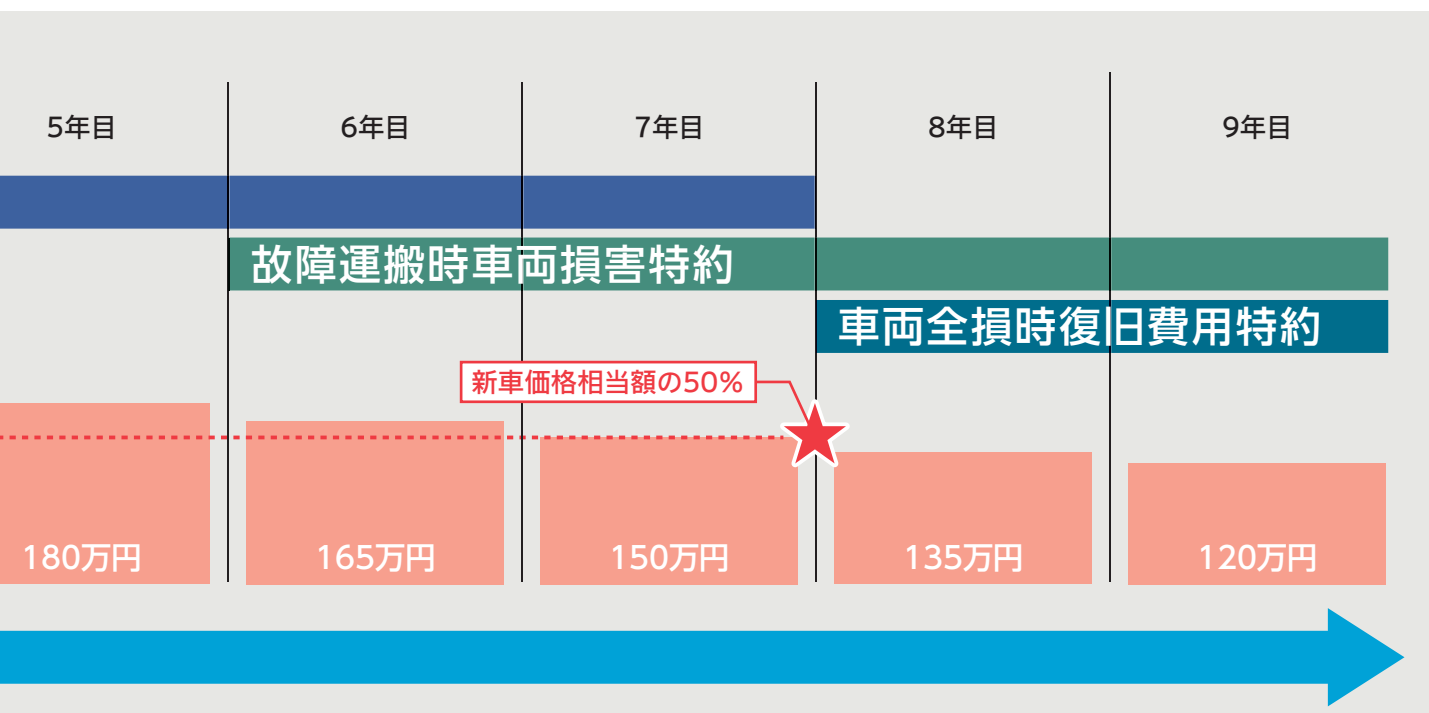 5年目
6年目
7年目
8年目
9年目
故障運搬時車両損害特約
車両全損時復旧費用特約
新車価格相当額の50%
180万円
165万円
150万円
135万円
120万円